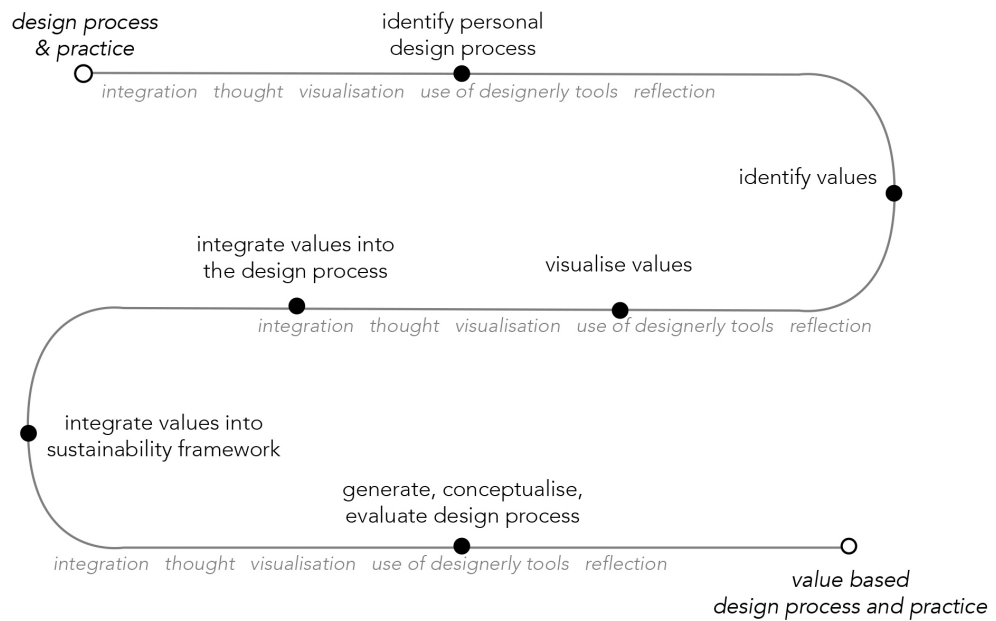 design process
& practice
identify personal
design process
integration thought visualisation use of designerly tools reflection
identify values
visualise values
integrate values into
the design process
integration thought visualisation use of designerly tools reflection
integrate values into
sustainability framework
generate, conceptualise,
evaluate design process
integration thought visualisation use of designerly tools reflection
value based
design process and practice